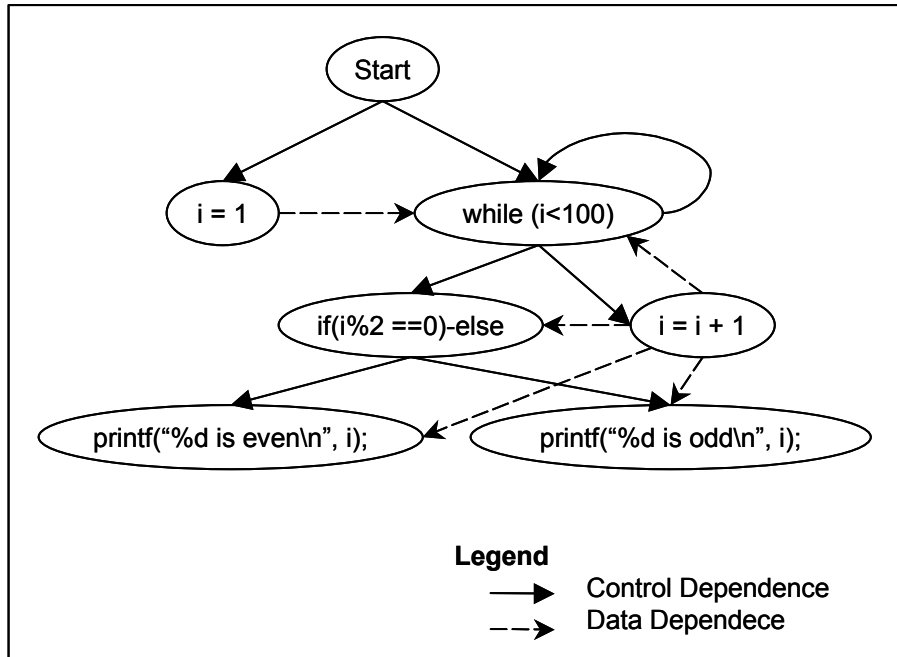 Start
i = 1
while (i<100)
if(i%2 ==0)-else
i = i + 1
printf(“%d is even\n”, i);
printf(“%d is odd\n”, i);
Legend
Control Dependence
Data Dependece